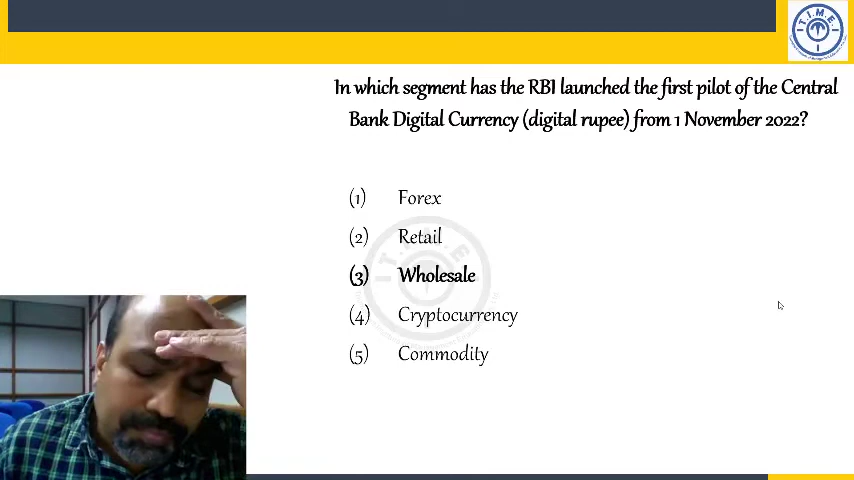 T.I.M.E.
In which segment has the RBI launched the first pilot of the Central
Bank Digital Currency (digital rupee) from 1 November 2022?
(1) Forex
(2) Retail
(3) Wholesale
(4) Cryptocurrency
(5) Commodity